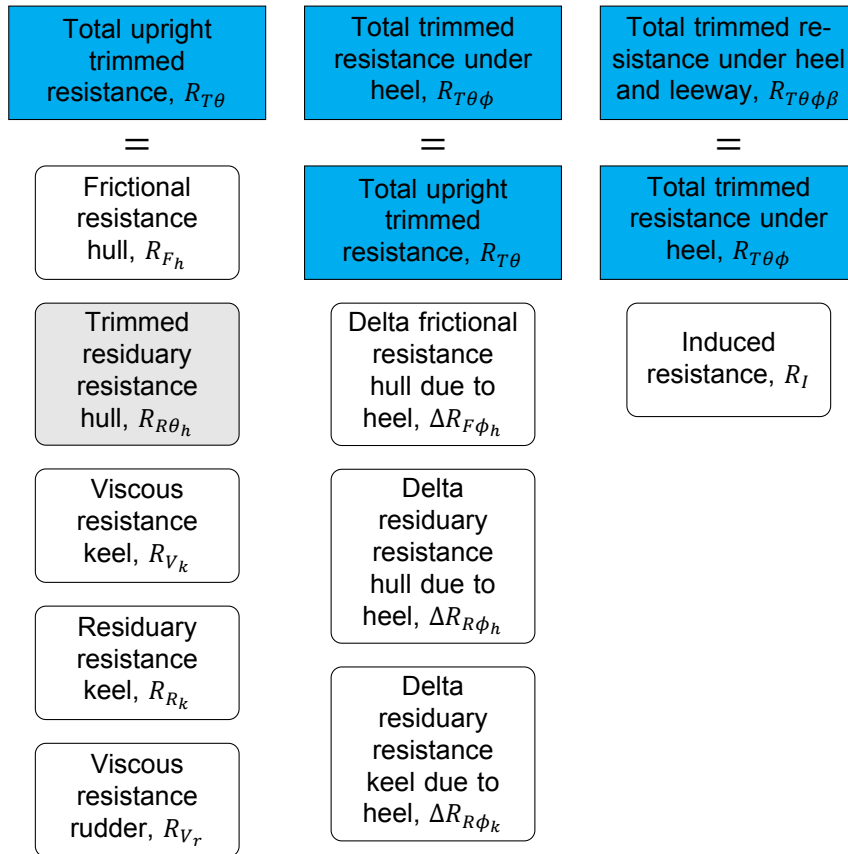 Total upright
trimmed
resistance, R_{Tθ}
=
Frictional
resistance
hull, R_{F_h}
Trimmed
residuary
resistance
hull, R_{Rθ_h}
Viscous
resistance
keel, R_{V_k}
Residuary
resistance
keel, R_{R_k}
Viscous
resistance
rudder, R_{V_r}
Total trimmed
resistance under
heel, R_{Tθϕ}
=
Total upright
trimmed
resistance, R_{Tθ}
Delta frictional
resistance
hull due to
heel, ΔR_{Fϕ_h}
Delta
residuary
resistance
hull due to
heel, ΔR_{Rϕ_h}
Delta
residuary
resistance
keel due to
heel, ΔR_{Rϕ_k}
Total trimmed re-
sistance under heel
and leeway, R_{Tθϕβ}
=
Total trimmed
resistance under
heel, R_{Tθϕ}
Induced
resistance, R_I